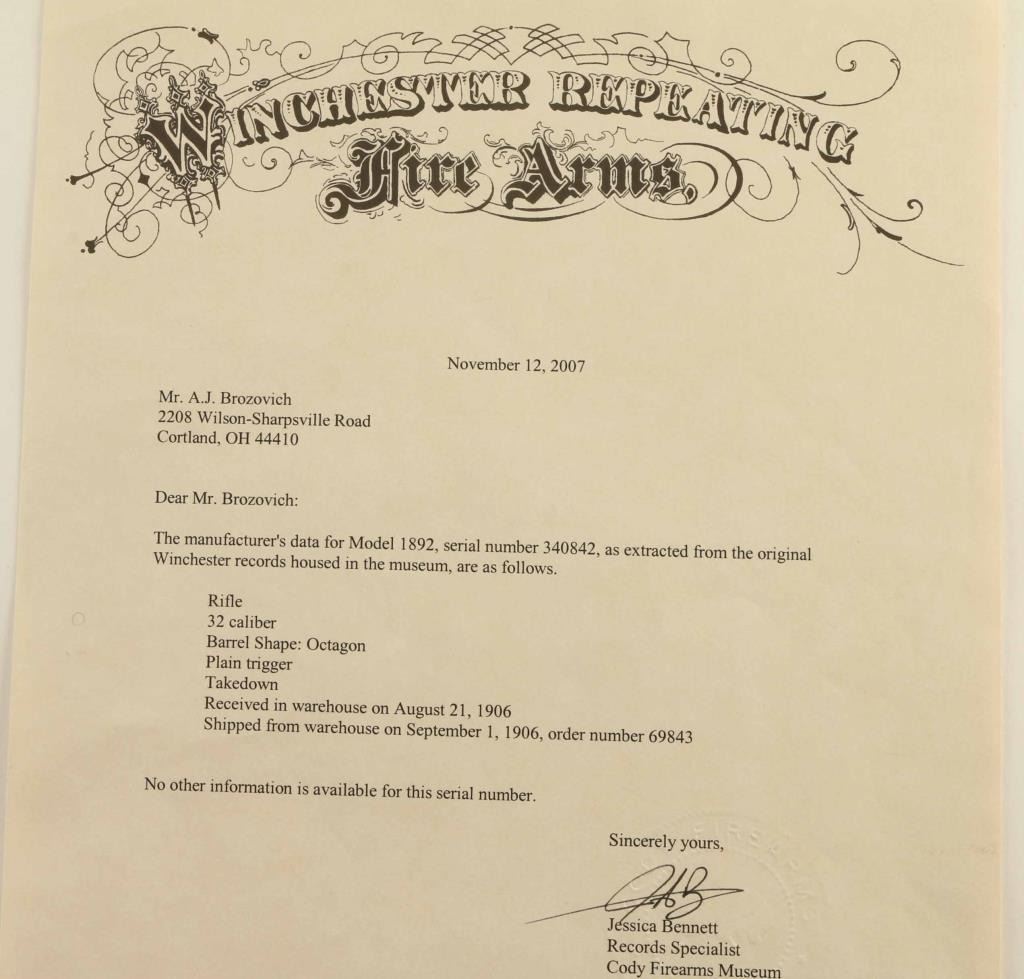 WINCHESTER REPEATING
Fire Arms,
November 12, 2007
Mr. A.J. Brozovich
2208 Wilson-Sharpsville Road
Cortland, OH 44410
Dear Mr. Brozovich:
The manufacturer's data for Model 1892, serial number 340842, as extracted from the original
Winchester records housed in the museum, are as follows.
Rifle
32 caliber
Barrel Shape: Octagon
Plain trigger
Takedown
Received in warehouse on August 21, 1906
Shipped from warehouse on September 1, 1906, order number 69843
No other information is available for this serial number.
Sincerely yours,
Jessica Bennett
Records Specialist
Cody Firearms Museum